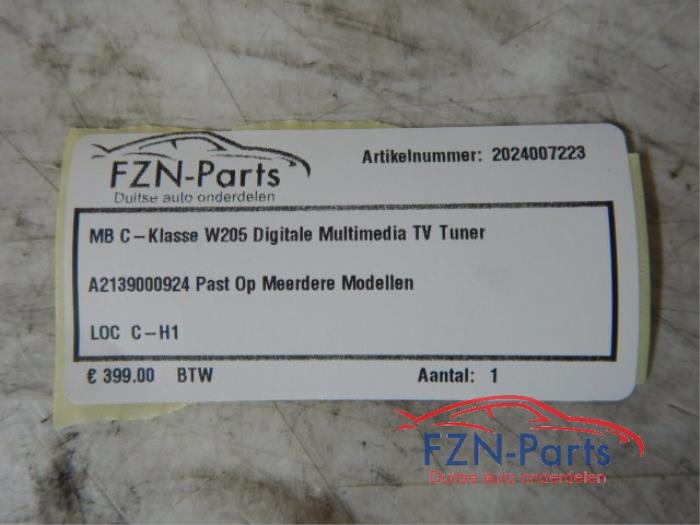 Artikelnummer: 2024007223
FZN-Parts
Duitse auto onderdelen
MB C-Klasse W205 Digitale Multimedia TV Tuner
A2139000924 Past Op Meerdere Modellen
LOC C-H1
€ 399.00 BTW Aantal: 1
FZN-Parts
Duitse auto onderdelen